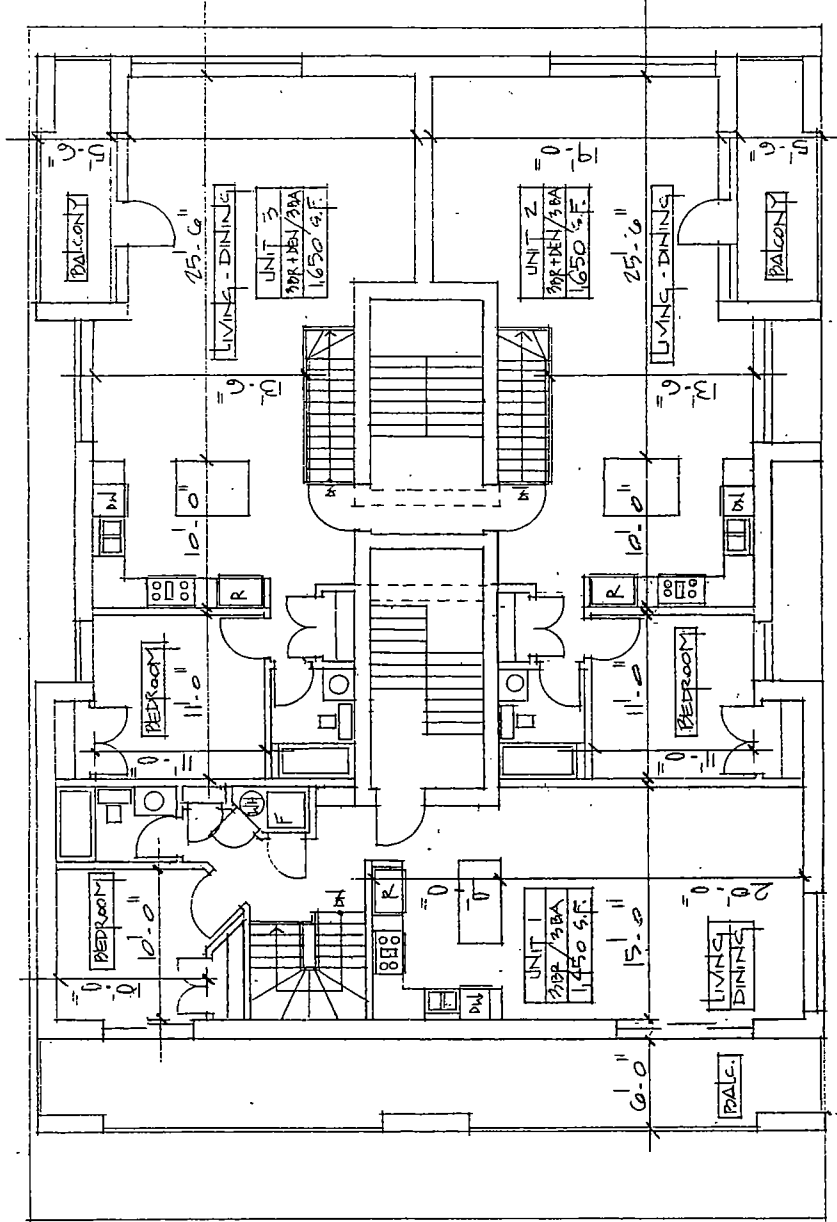 BALCONY
5'-6"
25'-6"
LIVING - DINING
UNIT 3
3BR+DEN/3BA
1,650 S.F.
19'-0"
UNIT 2
3BR+DEN/3BA
1,650 S.F.
25'-6"
LIVING - DINING
BALCONY
5'-6"
13'-6"
13'-6"
DN
DN
DW
10'-0"
R
DW
10'-0"
R
BEDROOM
11'-0"
11'-0"
BEDROOM
11'-0"
11'-0"
WH
F
BEDROOM
10'-0"
DN
R
DW
UNIT 1
3BR/3BA
1,450 S.F.
15'-0"
20'-0"
LIVING
DINING
6'-0"
BALC.